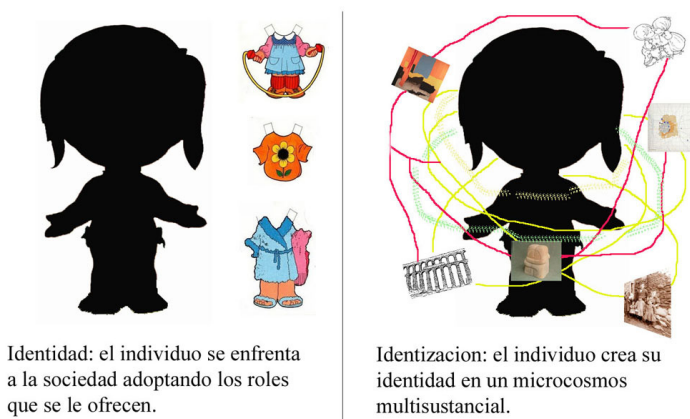 Identidad: el individuo se enfrenta
a la sociedad adoptando los roles
que se le ofrecen.
Identizacion: el individuo crea su
identidad en un microcosmos
multisustancial.